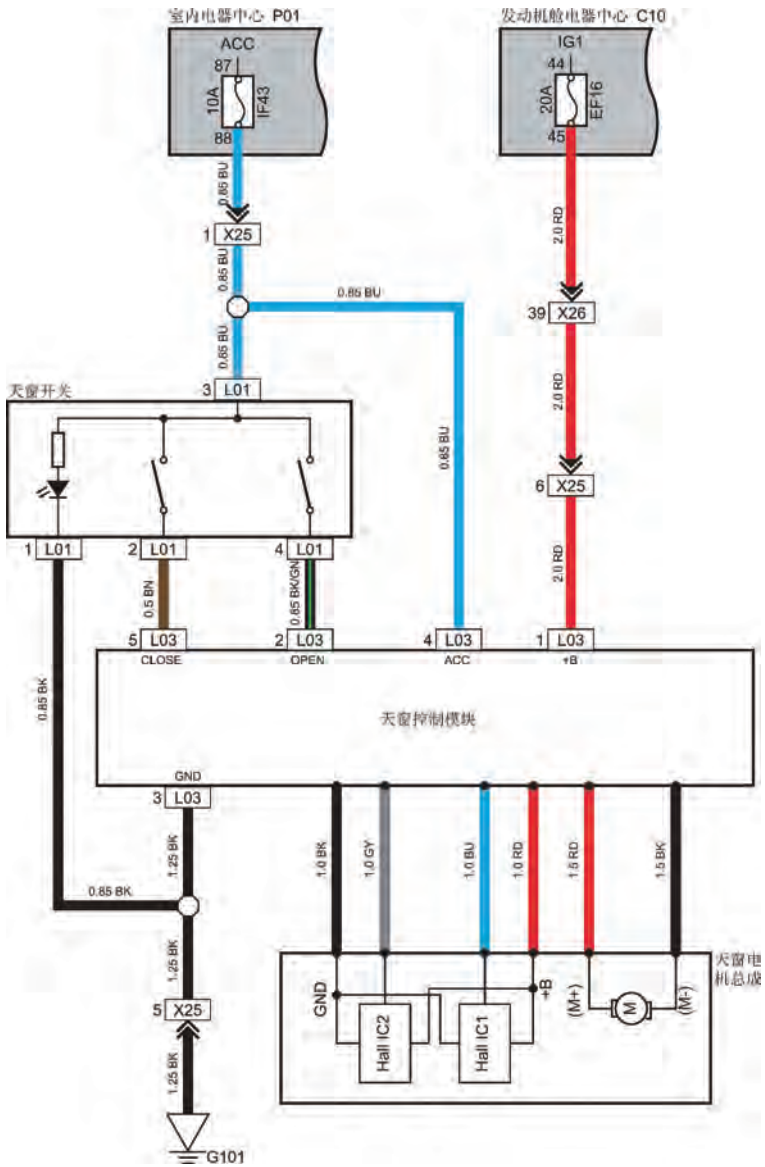 室内电器中心 P01
发动机舱电器中心 C10
ACC
87
10A
IF43
88
IG1
44
20A
EF16
45
0.85 BU
2.0 RD
1 X25
0.85 BU
0.85 BU
39 X26
0.85 BU
2.0 RD
天窗开关
3 L01
0.85 BU
6 X25
1 L01
2 L01
4 L01
0.5 BN
0.85 BK/GN
2.0 RD
5 L03
2 L03
4 L03
1 L03
CLOSE
OPEN
ACC
+B
0.85 BK
天窗控制模块
GND
3 L03
1.25 BK
1.0 BK
1.0 GY
1.0 BU
1.0 RD
1.5 RD
1.5 BK
0.85 BK
1.25 BK
天窗电
机总成
GND
Hall IC2
Hall IC1
+B
(M+)
M
(M-)
5 X25
1.25 BK
G101